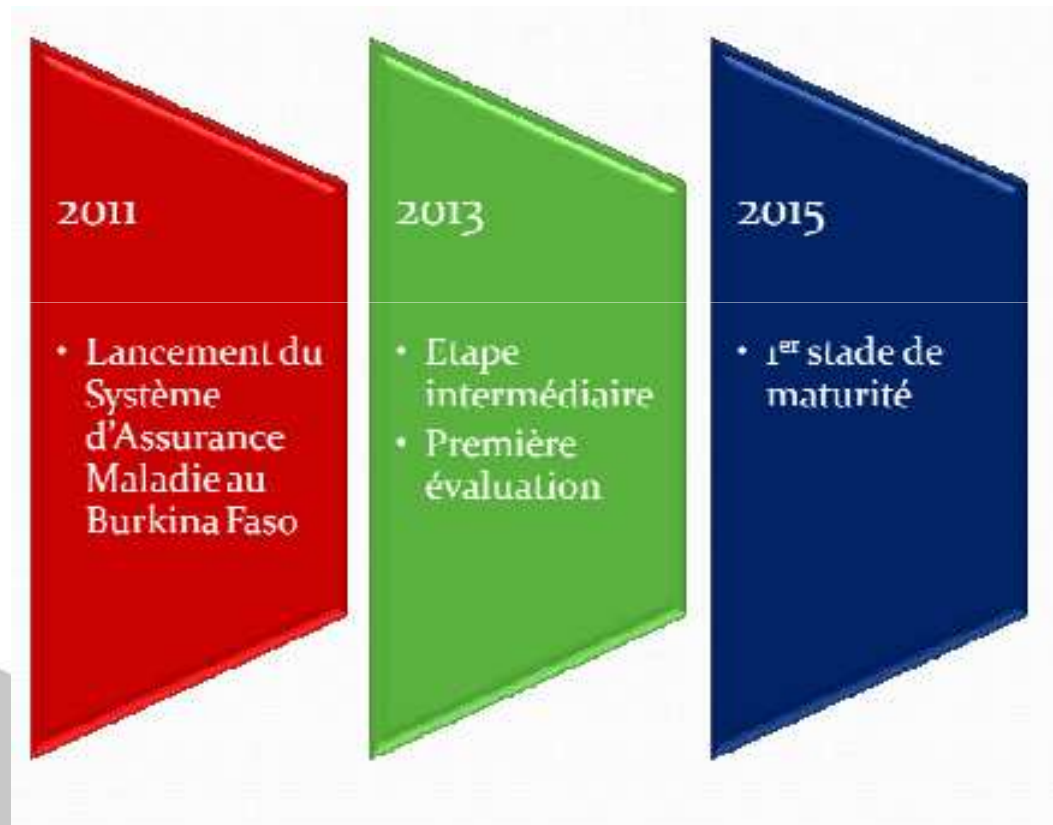 2011
• Lancement du
Système
d'Assurance
Maladie au
Burkina Faso
2013
• Etape
intermédiaire
• Première
évaluation
2015
• 1er stade de
maturité